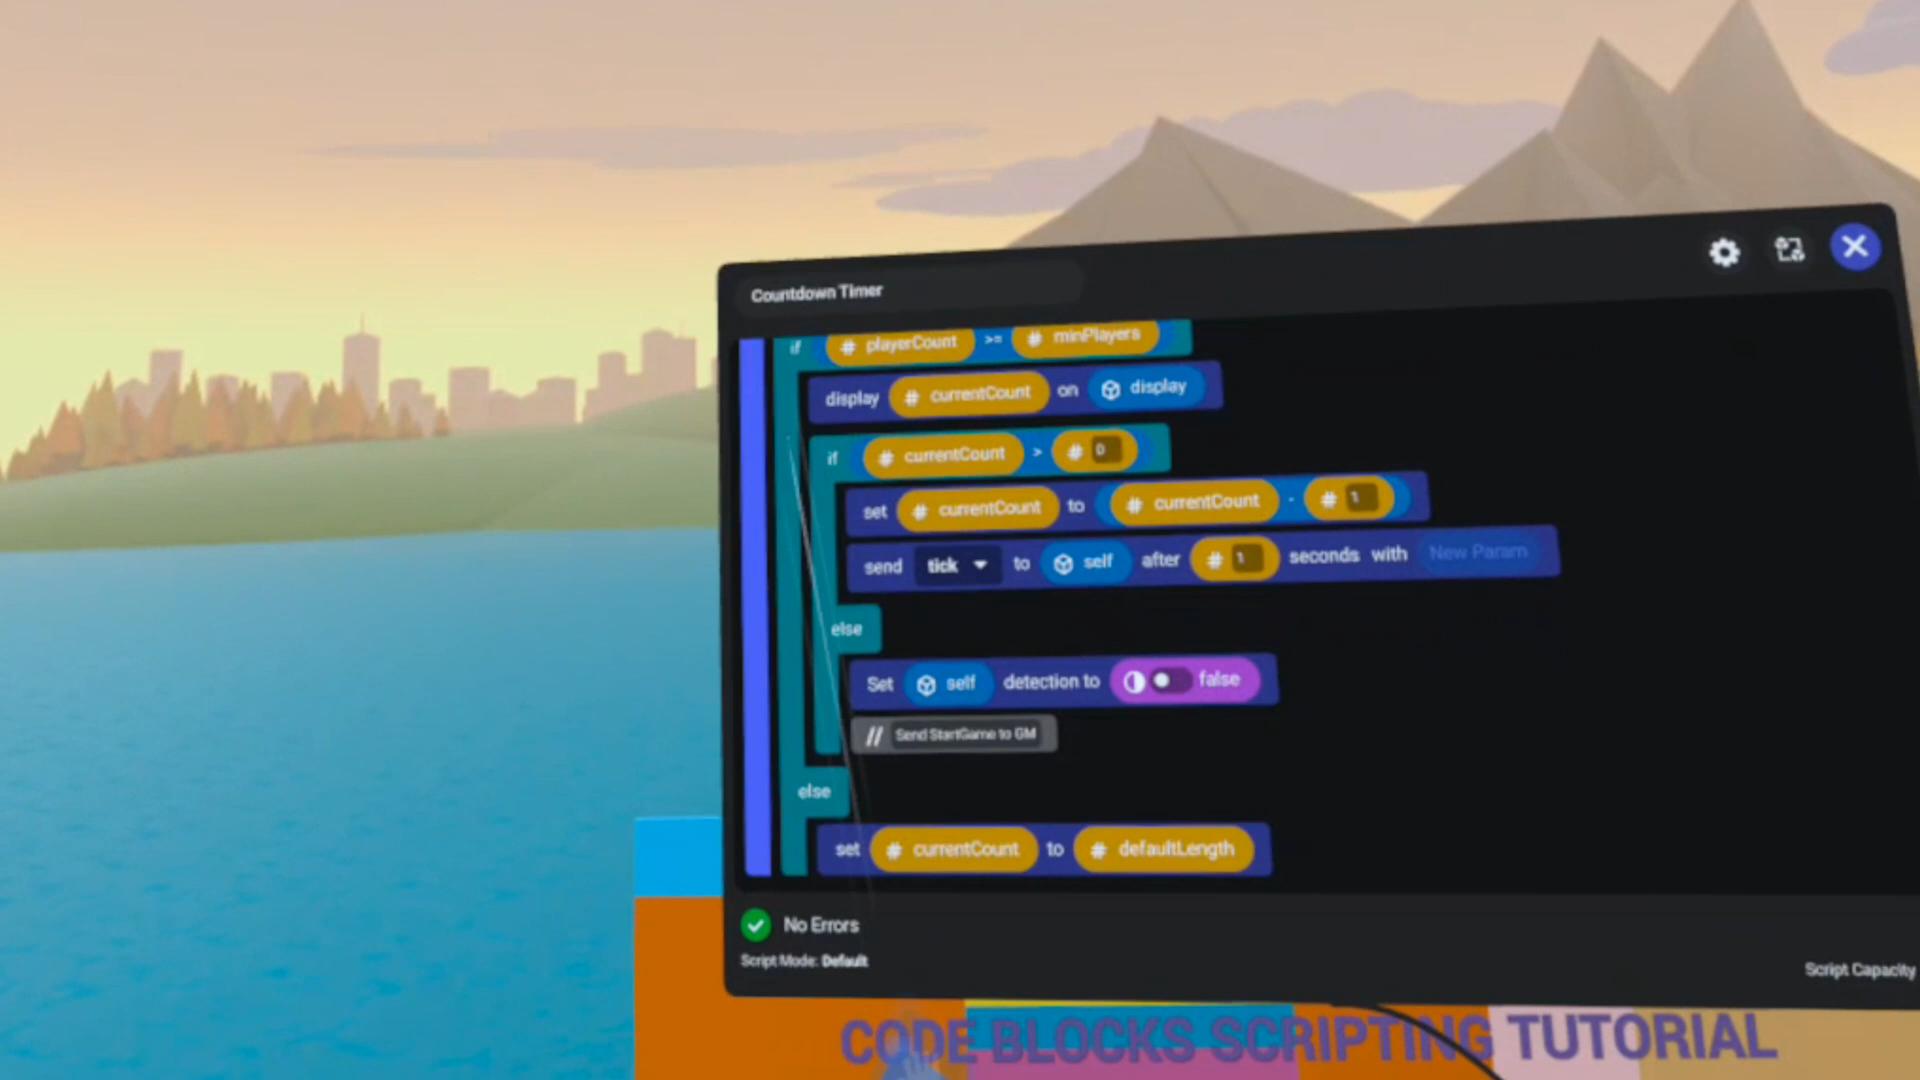 Countdown Timer
if # playerCount >= # minPlayers
display # currentCount on display
if # currentCount > # 0
set # currentCount to # currentCount - # 1
send tick to self after # 1 seconds with New Param
else
Set self detection to false
// Send StartGame to GM
else
set # currentCount to # defaultLength
No Errors
Script Mode: Default
Script Capacity
CODE BLOCKS SCRIPTING TUTORIAL